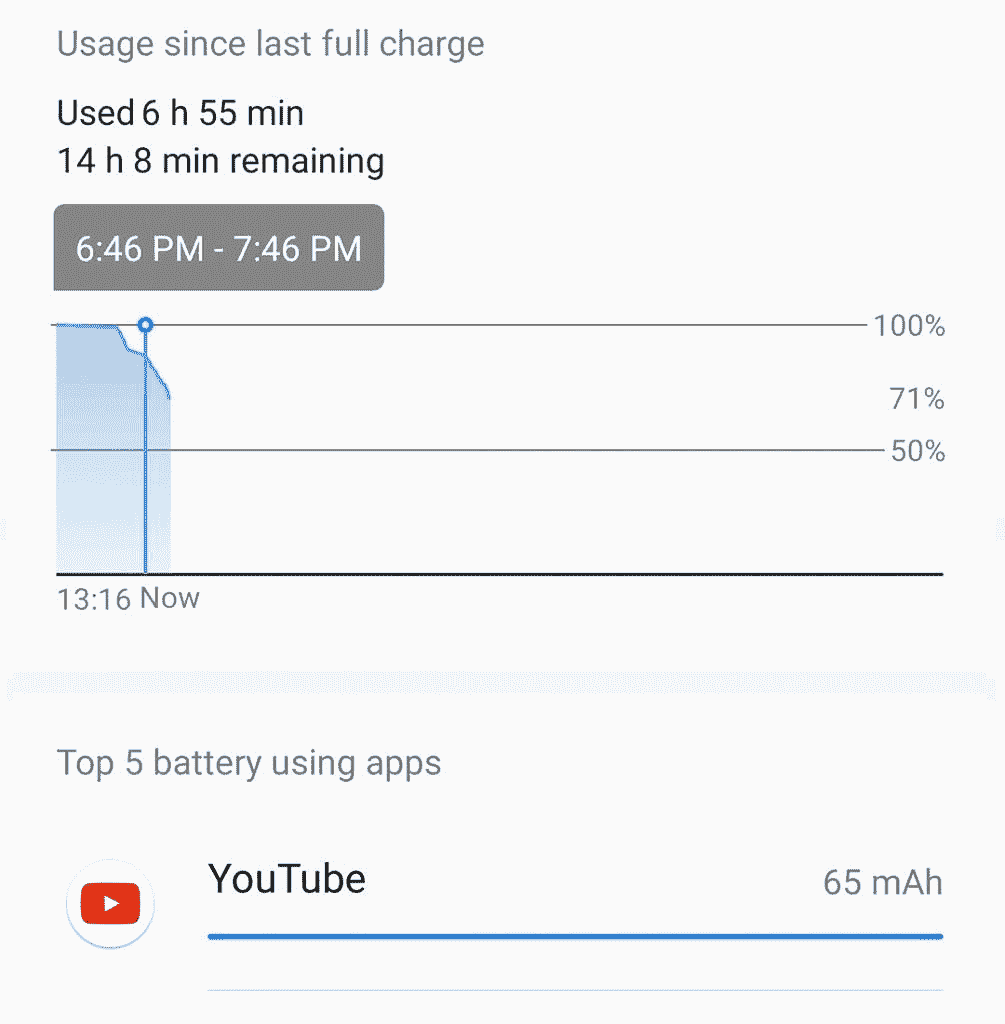 Usage since last full charge
Used 6 h 55 min
14 h 8 min remaining
6:46 PM - 7:46 PM
100%
71%
50%
13:16 Now
Top 5 battery using apps
YouTube 65 mAh